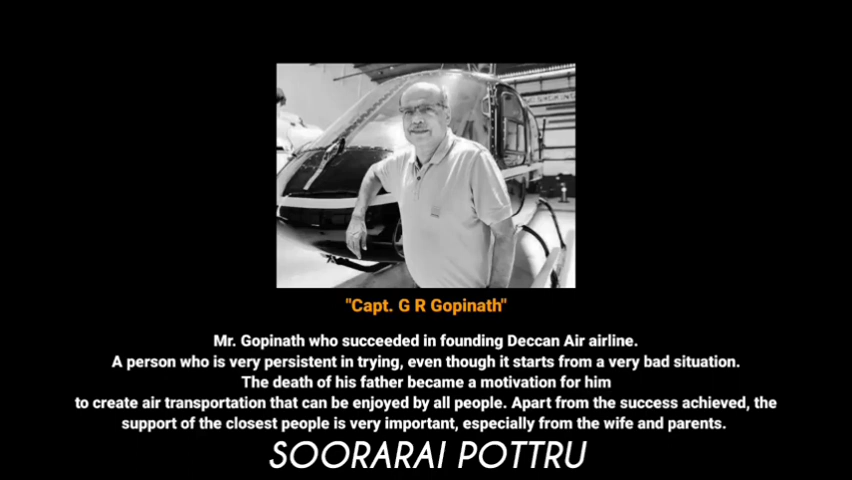 "Capt. G R Gopinath"
Mr. Gopinath who succeeded in founding Deccan Air airline.
A person who is very persistent in trying, even though it starts from a very bad situation.
The death of his father became a motivation for him
to create air transportation that can be enjoyed by all people. Apart from the success achieved, the
support of the closest people is very important, especially from the wife and parents.
SOORARAI POTTRU